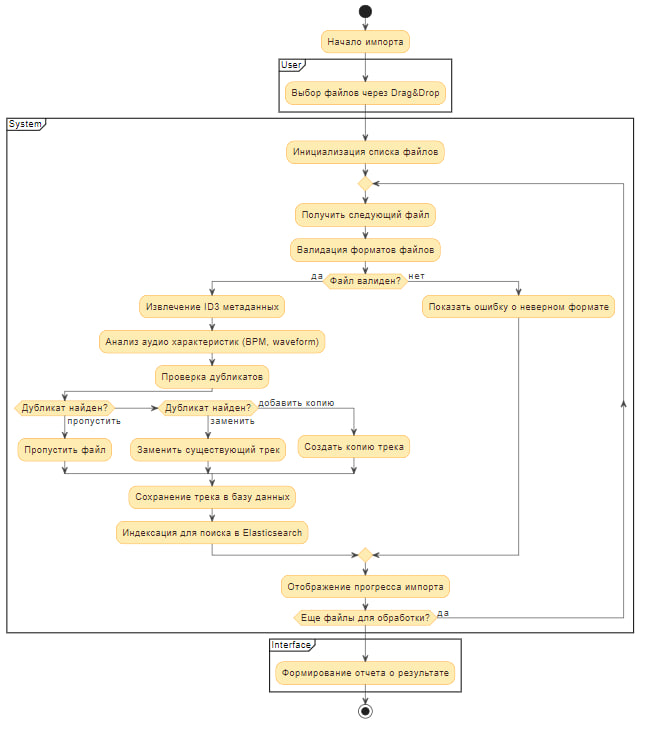 Начало импорта
User
Выбор файлов через Drag&Drop
System
Инициализация списка файлов
Получить следующий файл
Валидация форматов файлов
да
Файл валиден?
нет
Извлечение ID3 метаданных
Показать ошибку о неверном формате
Анализ аудио характеристик (BPM, waveform)
Проверка дубликатов
Дубликат найден?
Дубликат найден?
добавить копию
пропустить
заменить
Пропустить файл
Заменить существующий трек
Создать копию трека
Сохранение трека в базу данных
Индексация для поиска в Elasticsearch
Отображение прогресса импорта
Еще файлы для обработки?
да
Interface
Формирование отчета о результате